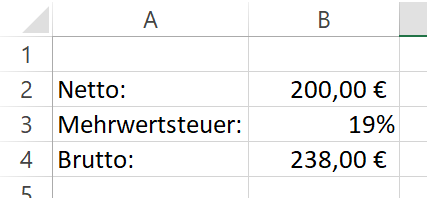 A B
1
2 Netto: 200,00 €
3 Mehrwertsteuer: 19%
4 Brutto: 238,00 €
5